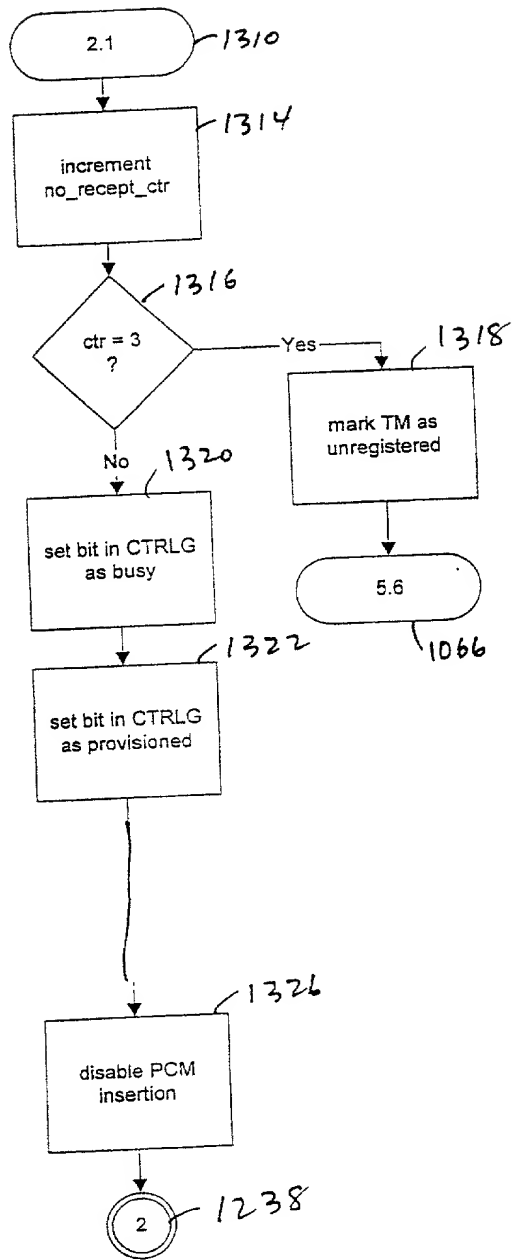 2.1
1310
1314
increment
no_recept_ctr
1316
ctr = 3
?
Yes
1318
mark TM as
unregistered
No
1320
set bit in CTRLG
as busy
5.6
1066
1322
set bit in CTRLG
as provisioned
1326
disable PCM
insertion
2
1238